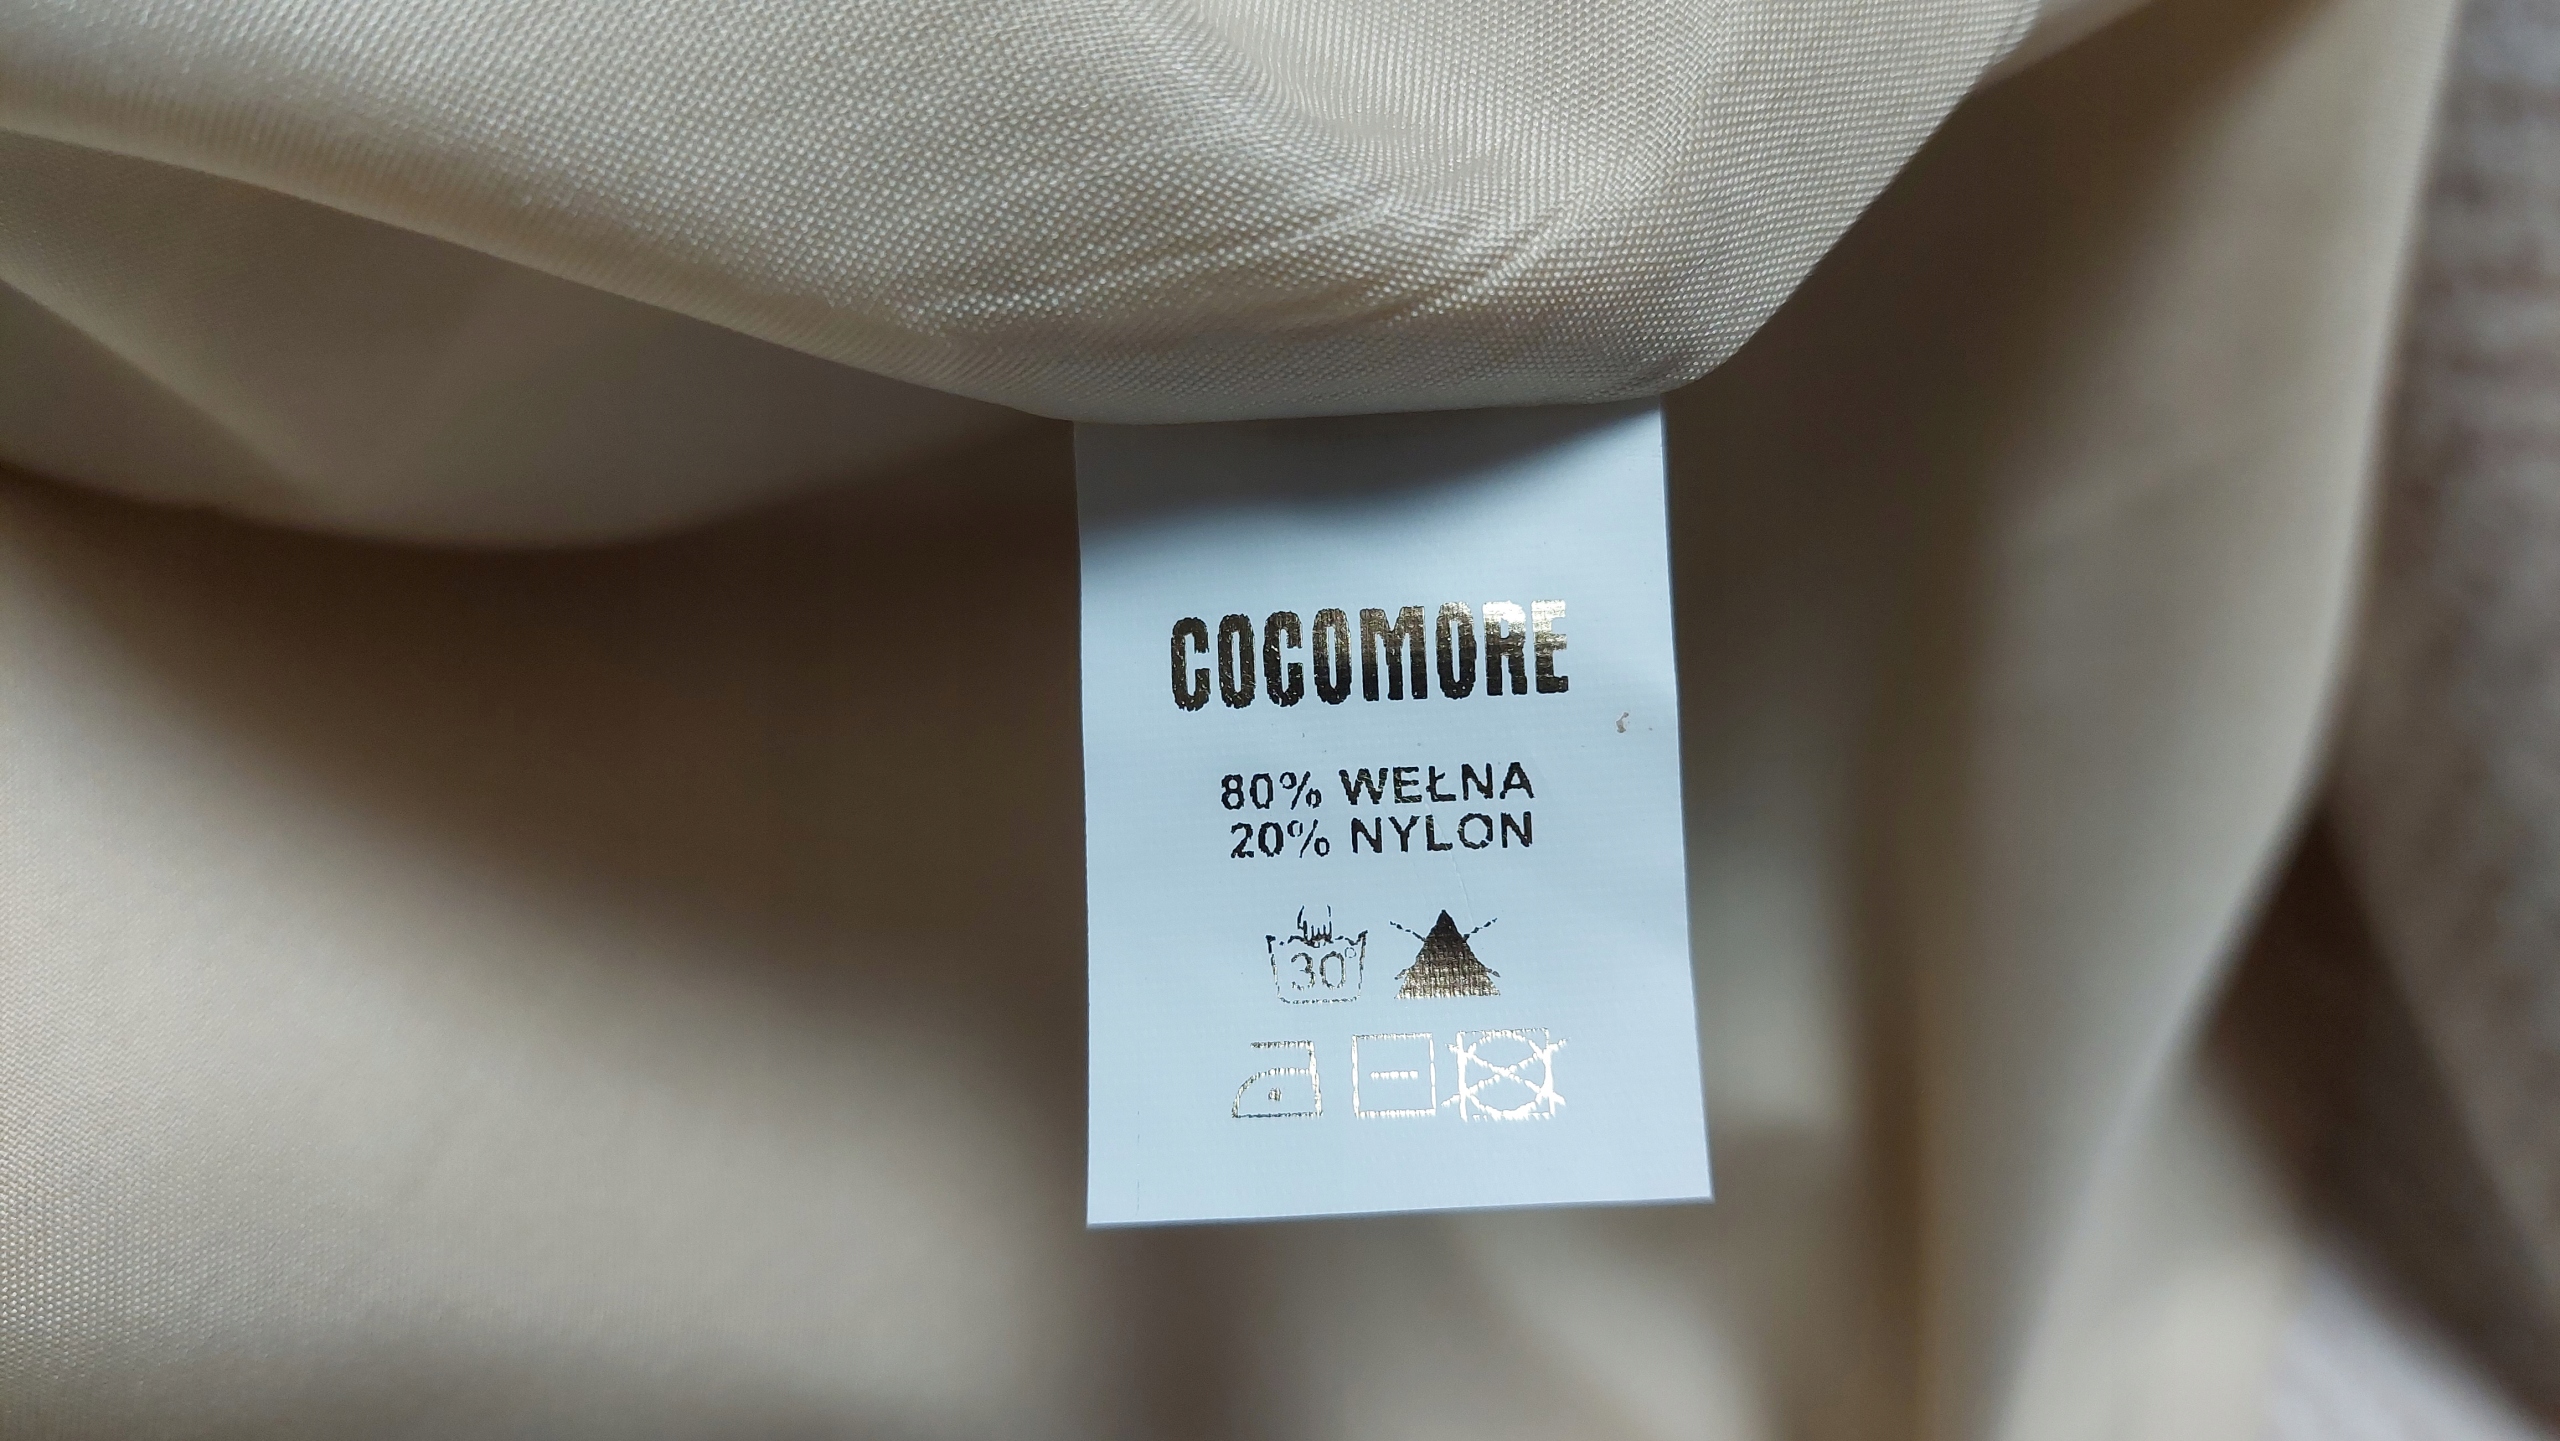 COCOMORE
80% WEŁNA
20% NYLON
30°